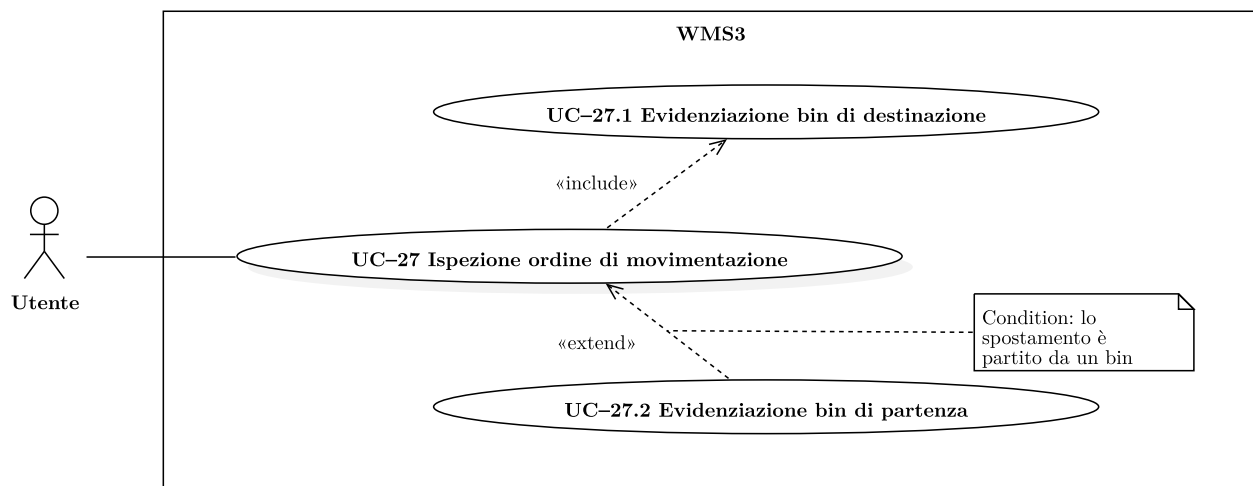 WMS3
UC–27.1 Evidenziazione bin di destinazione
«include»
UC–27 Ispezione ordine di movimentazione
Utente
«extend»
Condition: lo
spostamento è
partito da un bin
UC–27.2 Evidenziazione bin di partenza